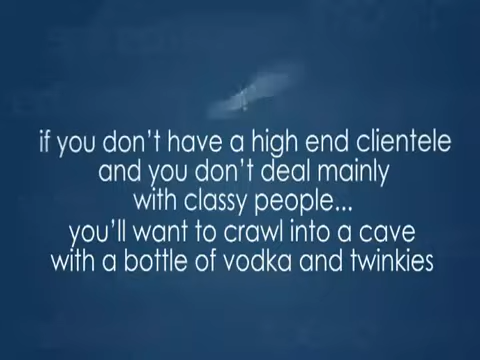 if you don't have a high end clientele
and you don't deal mainly
with classy people...
you'll want to crawl into a cave
with a bottle of vodka and twinkies